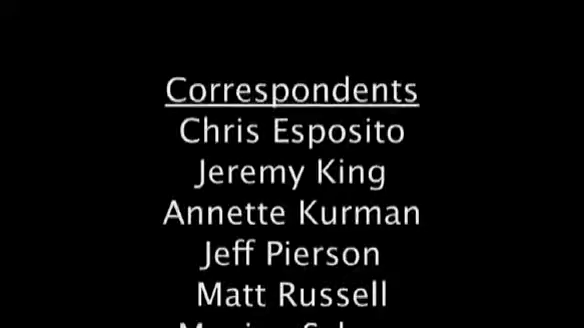 Correspondents
Chris Esposito
Jeremy King
Annette Kurman
Jeff Pierson
Matt Russell